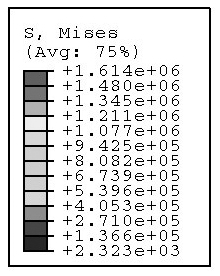 S, Mises
(Avg: 75%)
+1.614e+06
+1.480e+06
+1.345e+06
+1.211e+06
+1.077e+06
+9.425e+05
+8.082e+05
+6.739e+05
+5.396e+05
+4.053e+05
+2.710e+05
+1.366e+05
+2.323e+03